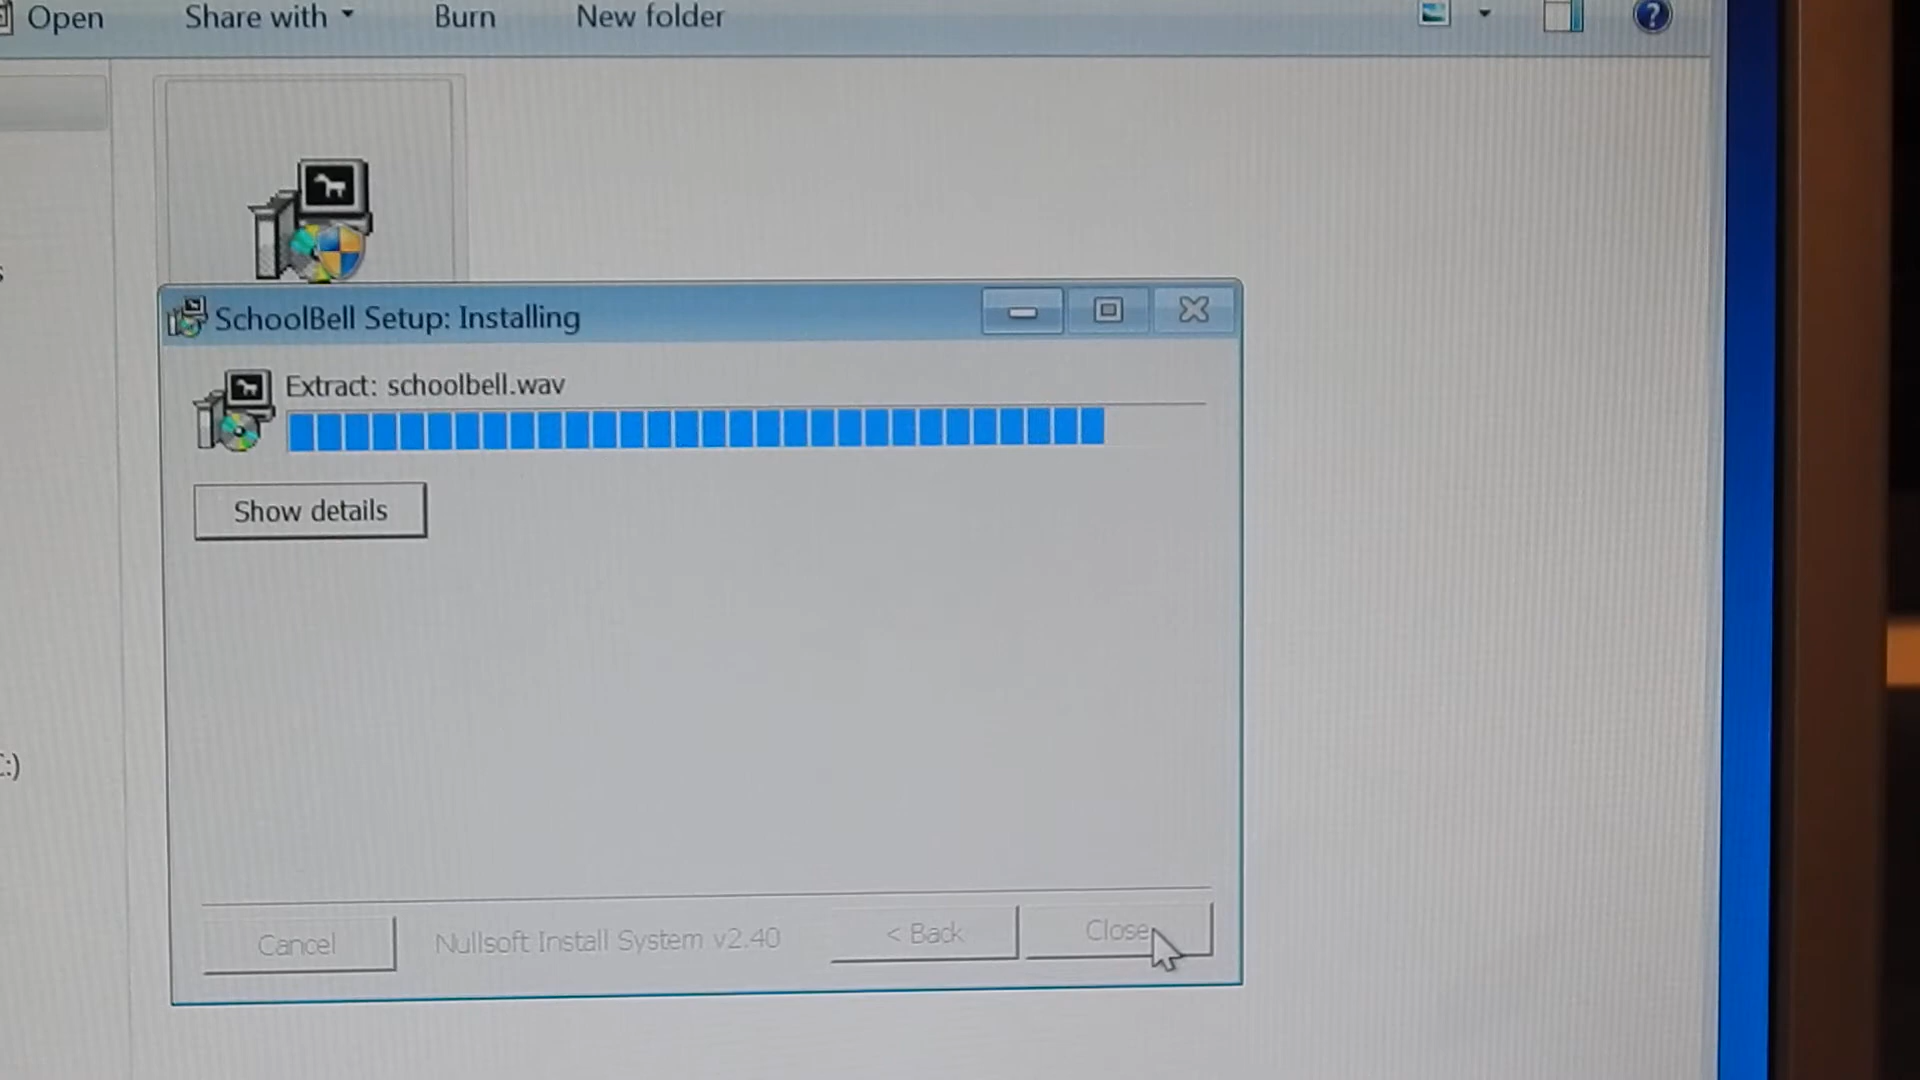 Open Share with Burn New folder
SchoolBell Setup: Installing
Extract: schoolbell.wav
Show details
:)
Cancel Nullsoft Install System v2.40 < Back Close